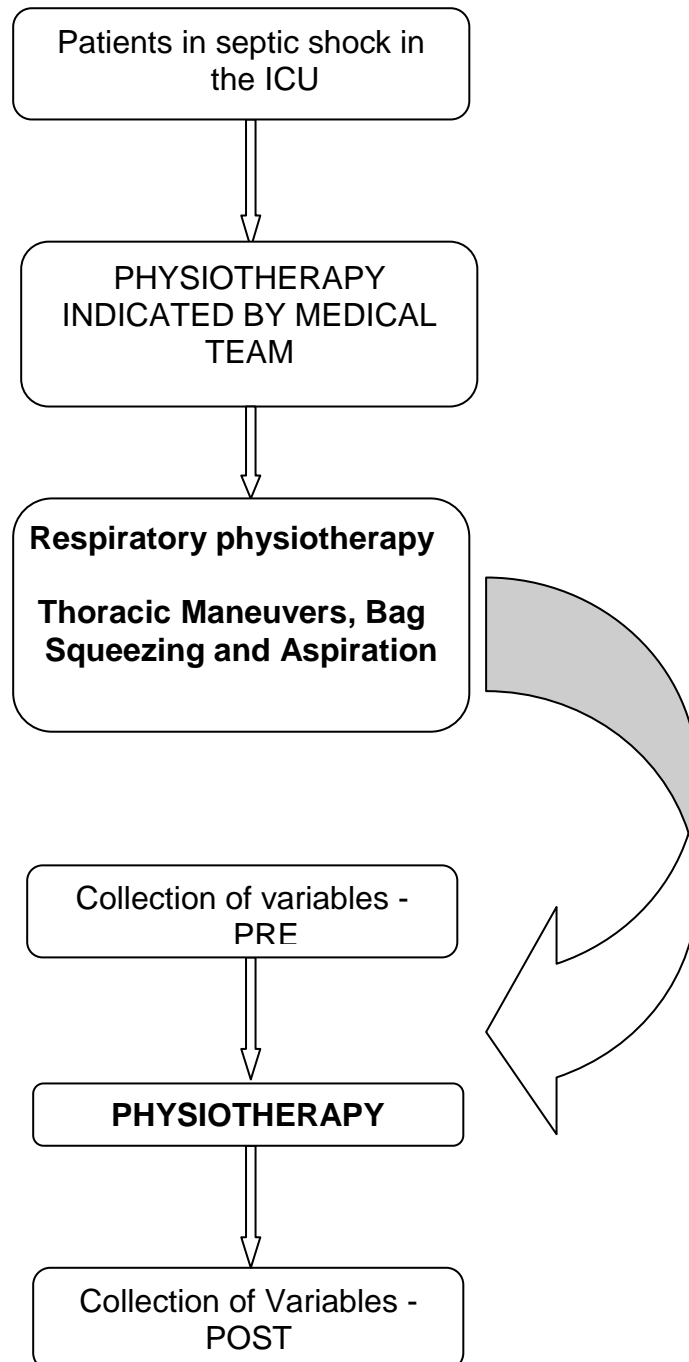 Patients in septic shock in
the ICU
PHYSIOTHERAPY
INDICATED BY MEDICAL
TEAM
Respiratory physiotherapy
Thoracic Maneuvers, Bag
Squeezing and Aspiration
Collection of variables -
PRE
PHYSIOTHERAPY
Collection of Variables -
POST